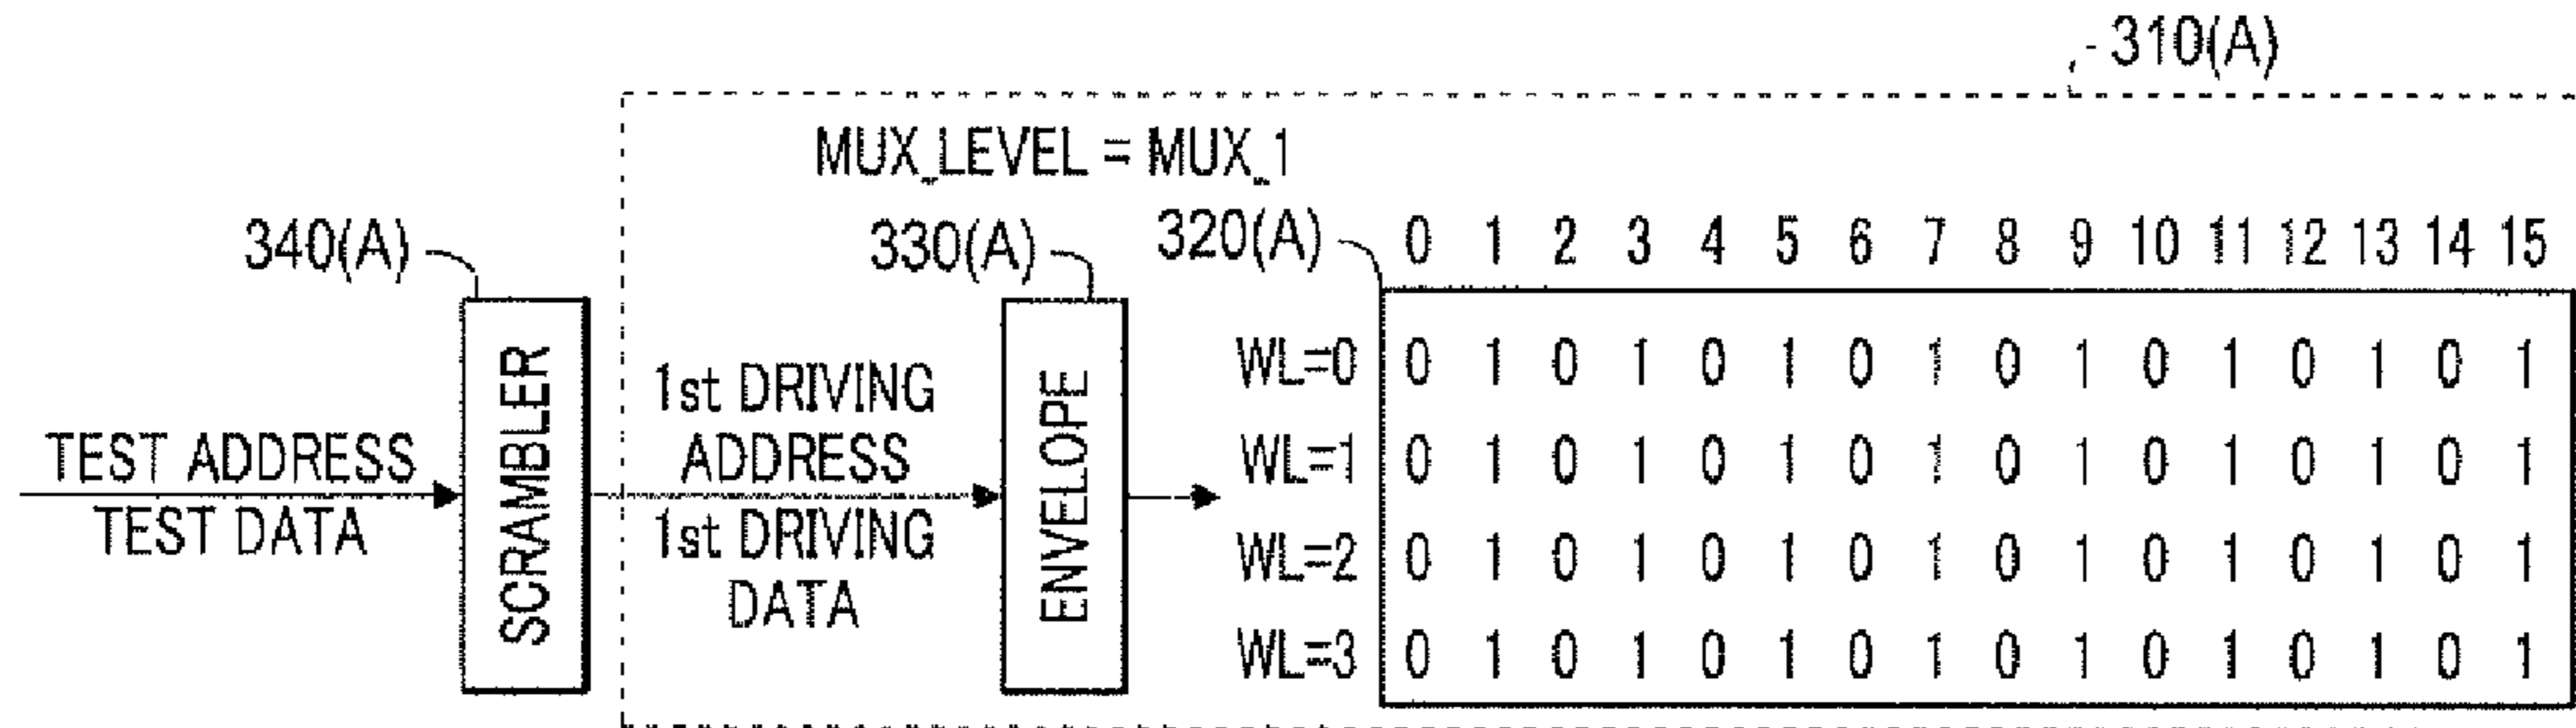 310(A)
MUX_LEVEL = MUX_1
340(A)
330(A)
320(A)
0 1 2 3 4 5 6 7 8 9 10 11 12 13 14 15
SCRAMBLER
ENVELOPE
TEST ADDRESS
TEST DATA
1st DRIVING
ADDRESS
1st DRIVING
DATA
WL=0 0 1 0 1 0 1 0 1 0 1 0 1 0 1 0 1
WL=1 0 1 0 1 0 1 0 1 0 1 0 1 0 1 0 1
WL=2 0 1 0 1 0 1 0 1 0 1 0 1 0 1 0 1
WL=3 0 1 0 1 0 1 0 1 0 1 0 1 0 1 0 1